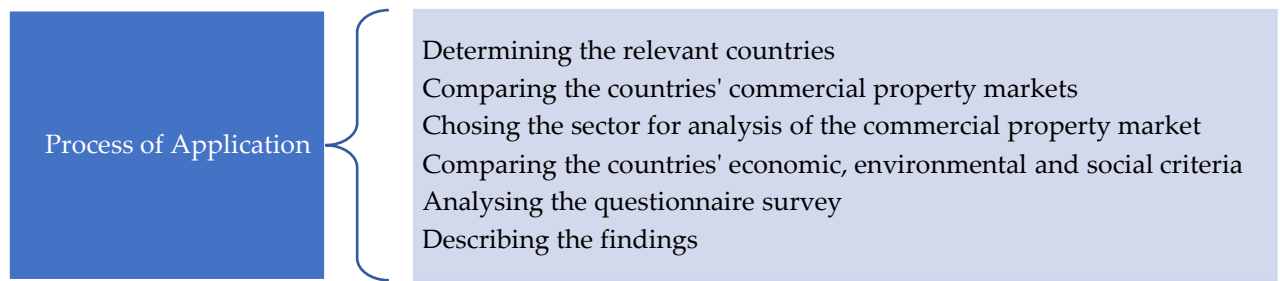 Process of Application
Determining the relevant countries
Comparing the countries' commercial property markets
Chosing the sector for analysis of the commercial property market
Comparing the countries' economic, environmental and social criteria
Analysing the questionnaire survey
Describing the findings